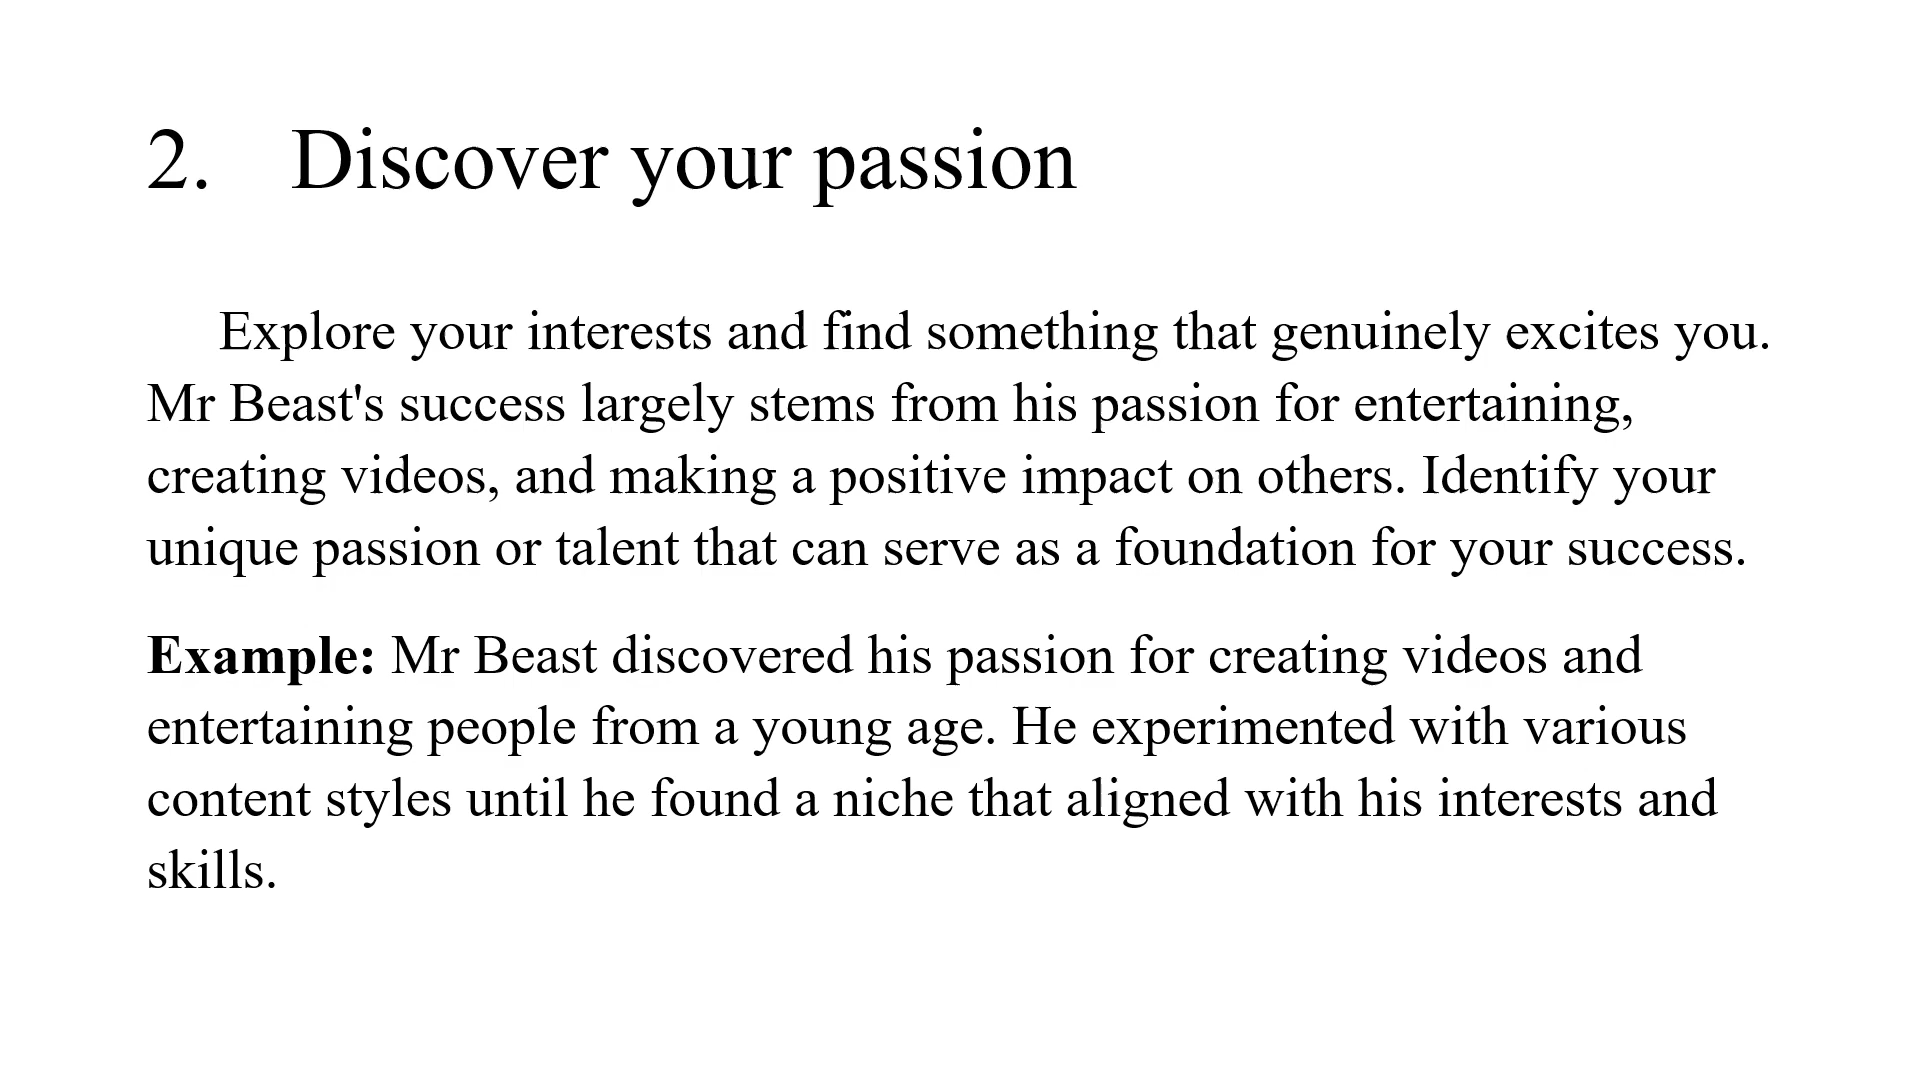 2. Discover your passion
Explore your interests and find something that genuinely excites you.
Mr Beast's success largely stems from his passion for entertaining,
creating videos, and making a positive impact on others. Identify your
unique passion or talent that can serve as a foundation for your success.
Example: Mr Beast discovered his passion for creating videos and
entertaining people from a young age. He experimented with various
content styles until he found a niche that aligned with his interests and
skills.